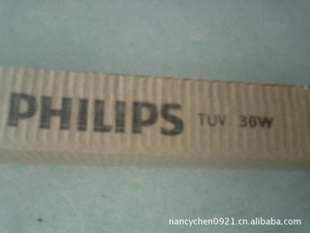 PHILIPS TUV 30W
nancychen0921.cn.alibaba.com